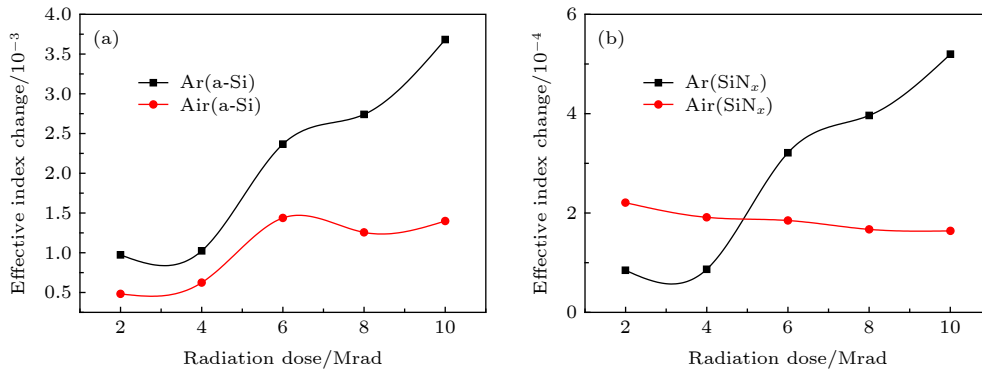 (a)
Ar(a-Si)
Air(a-Si)
4.0
3.5
3.0
2.5
2.0
1.5
1.0
0.5
Effective index change/10⁻³
2 4 6 8 10
Radiation dose/Mrad
(b)
Ar(SiNₓ)
Air(SiNₓ)
6
4
2
0
Effective index change/10⁻⁴
2 4 6 8 10
Radiation dose/Mrad